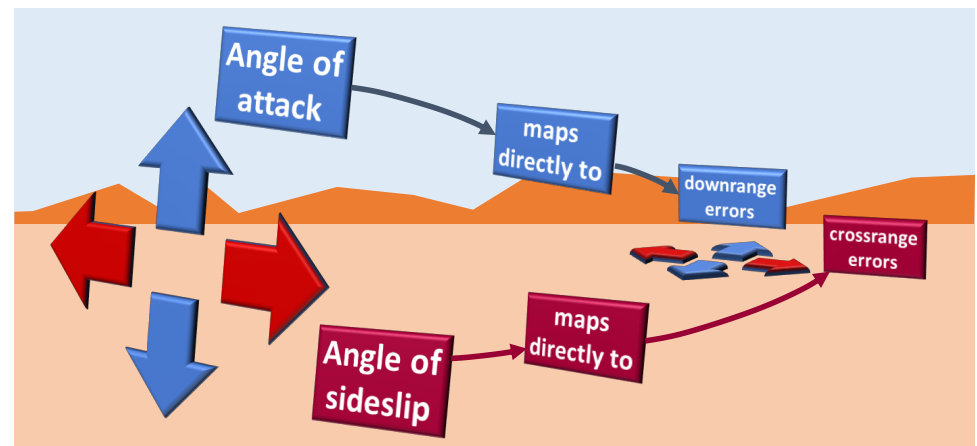 Angle of
attack
maps
directly to
downrange
errors
crossrange
errors
maps
directly to
Angle of
sideslip